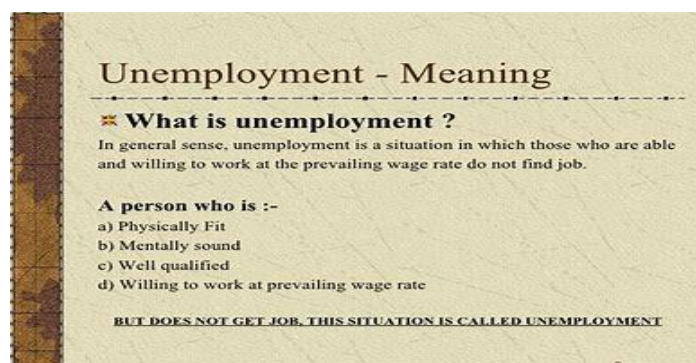 Unemployment - Meaning
What is unemployment ?
In general sense, unemployment is a situation in which those who are able
and willing to work at the prevailing wage rate do not find job.
A person who is :-
a) Physically Fit
b) Mentally sound
c) Well qualified
d) Willing to work at prevailing wage rate
BUT DOES NOT GET JOB, THIS SITUATION IS CALLED UNEMPLOYMENT